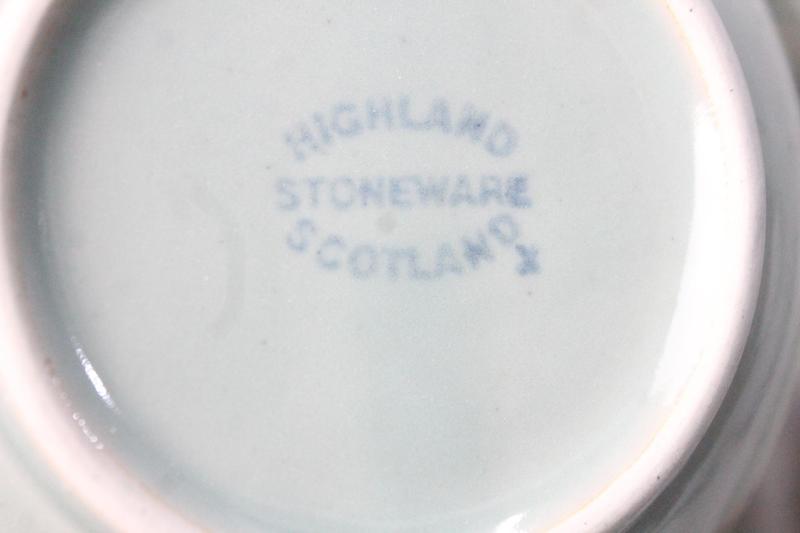 HIGHLAND
STONEWARE
SCOTLAND
X